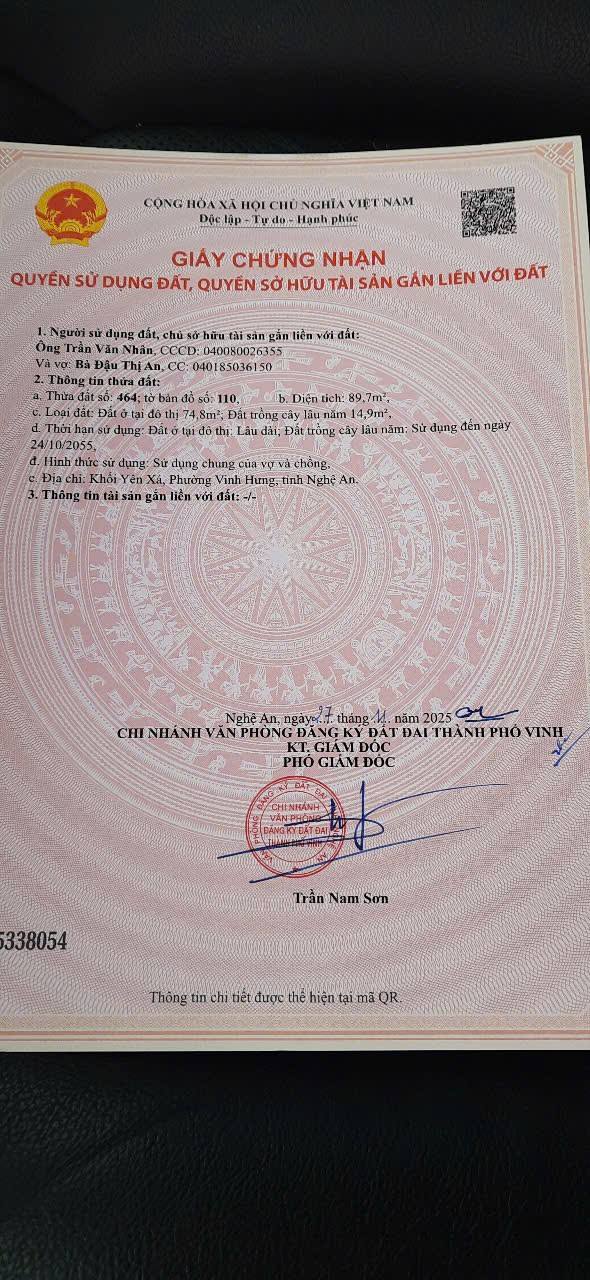 CỘNG HÒA XÃ HỘI CHỦ NGHĨA VIỆT NAM
Độc lập - Tự do - Hạnh phúc
GIẤY CHỨNG NHẬN
QUYỀN SỬ DỤNG ĐẤT, QUYỀN SỞ HỮU TÀI SẢN GẮN LIỀN VỚI ĐẤT
1. Người sử dụng đất, chủ sở hữu tài sản gắn liền với đất:
Ông Trần Văn Nhân, CCCD: 040080026355
Và vợ: Bà Đậu Thị An, CC: 040185036150
2. Thông tin thửa đất:
a. Thửa đất số: 464; tờ bản đồ số: 110, b. Diện tích: 89,7m²,
c. Loại đất: Đất ở tại đô thị 74,8m²; Đất trồng cây lâu năm 14,9m²,
d. Thời hạn sử dụng: Đất ở tại đô thị: Lâu dài; Đất trồng cây lâu năm: Sử dụng đến ngày
24/10/2055,
đ. Hình thức sử dụng: Sử dụng chung của vợ và chồng,
e. Địa chỉ: Khối Yên Xá, Phường Vinh Hưng, tỉnh Nghệ An.
3. Thông tin tài sản gắn liền với đất: -/-
Nghệ An, ngày 27 tháng 11 năm 2025
CHI NHÁNH VĂN PHÒNG ĐĂNG KÝ ĐẤT ĐAI THÀNH PHỐ VINH
KT. GIÁM ĐỐC
PHÓ GIÁM ĐỐC
CHI NHÁNH
VĂN PHÒNG
ĐĂNG KÝ ĐẤT ĐAI
THÀNH PHỐ VINH
Trần Nam Sơn
5338054
Thông tin chi tiết được thể hiện tại mã QR.